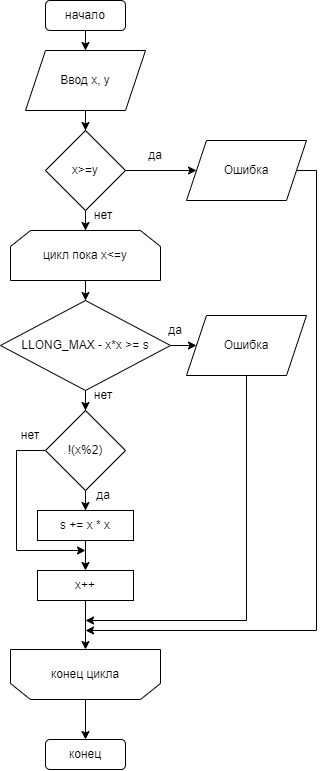 начало
Ввод x, y
x>=y
да
Ошибка
нет
цикл пока x<=y
LLONG_MAX - x*x >= s
да
Ошибка
нет
!(x%2)
нет
да
s += x * x
x++
конец цикла
конец